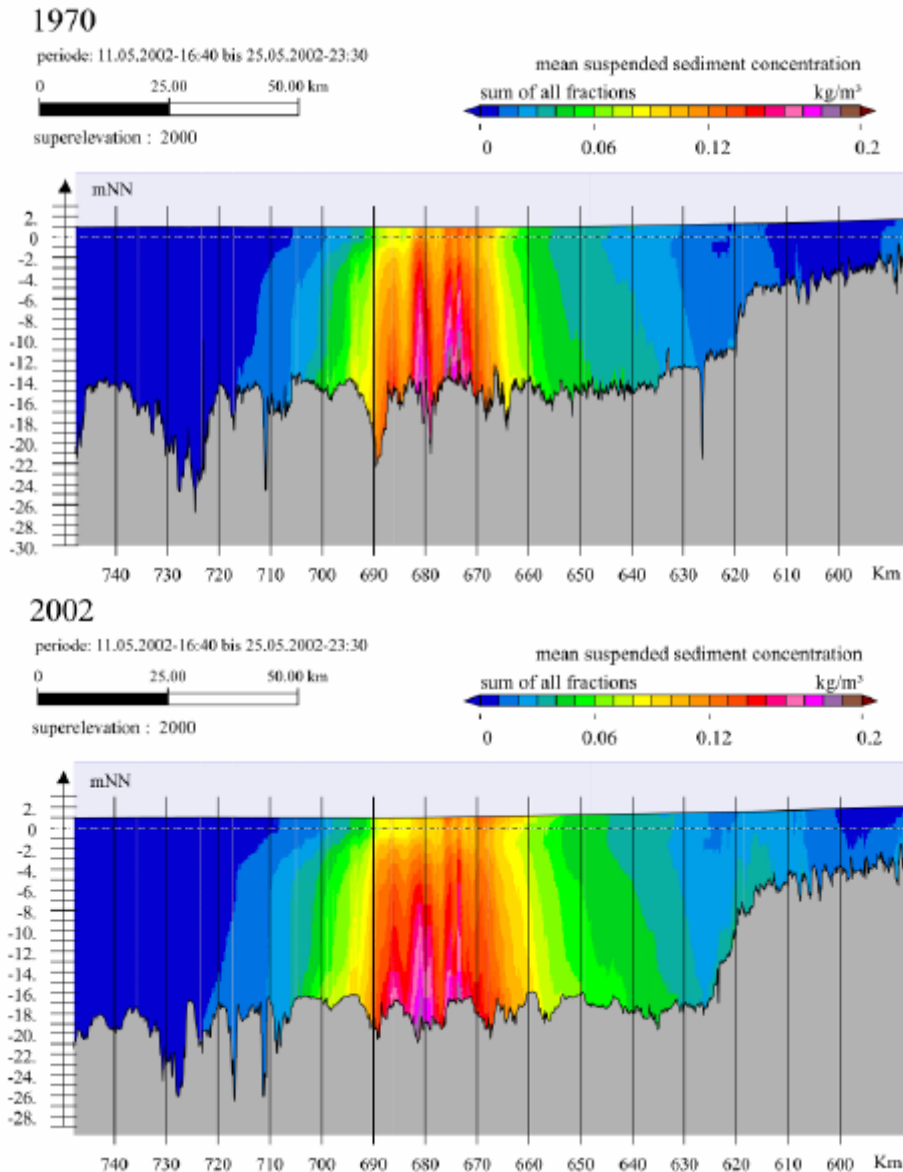 1970
periode: 11.05.2002-16:40 bis 25.05.2002-23:30
0 25.00 50.00 km
superelevation : 2000
mean suspended sediment concentration
sum of all fractions kg/m³
0 0.06 0.12 0.2
mNN
2.
0
-2.
-4.
-6.
-8.
-10.
-12.
-14.
-16.
-18.
-20.
-22.
-24.
-26.
-28.
-30.
740 730 720 710 700 690 680 670 660 650 640 630 620 610 600 Km
2002
periode: 11.05.2002-16:40 bis 25.05.2002-23:30
0 25.00 50.00 km
superelevation : 2000
mean suspended sediment concentration
sum of all fractions kg/m³
0 0.06 0.12 0.2
mNN
2.
0
-2.
-4.
-6.
-8.
-10.
-12.
-14.
-16.
-18.
-20.
-22.
-24.
-26.
-28.
740 730 720 710 700 690 680 670 660 650 640 630 620 610 600 Km